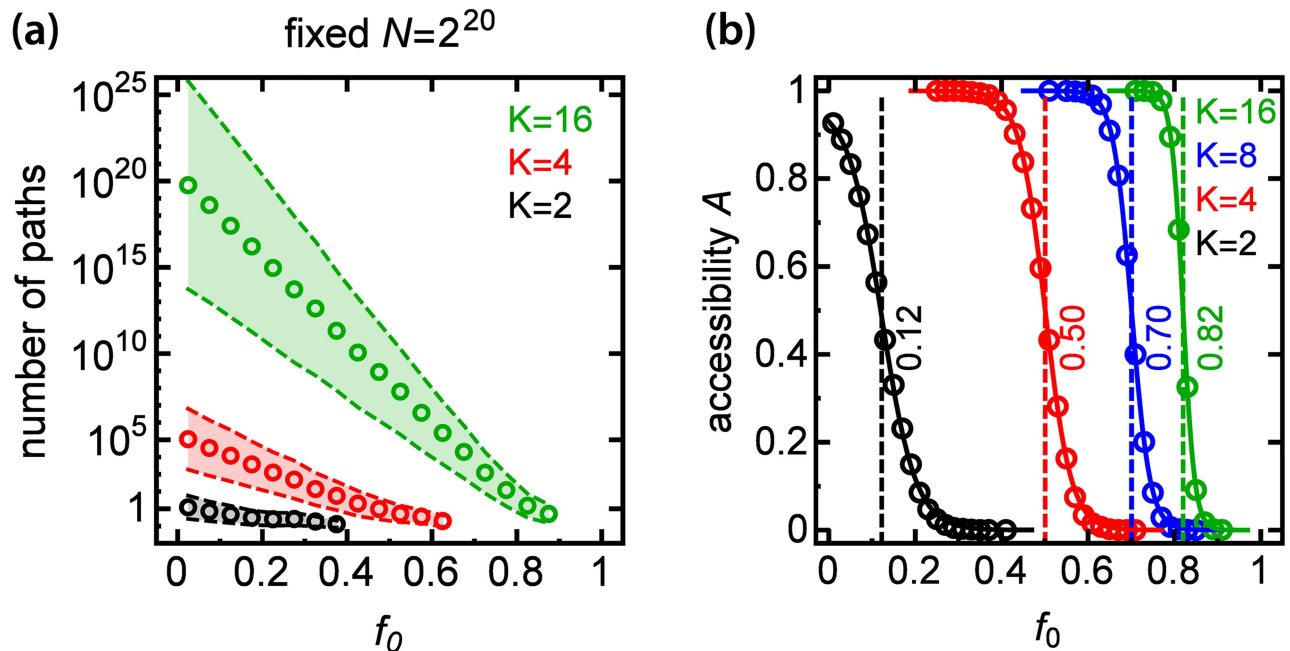 (a)
fixed N=2^20
number of paths
10^25
10^20
10^15
10^10
10^5
1
K=16
K=4
K=2
0 0.2 0.4 0.6 0.8 1
f_0
(b)
accessibility A
1
0.8
0.6
0.4
0.2
0
K=16
K=8
K=4
K=2
0.12
0.50
0.70
0.82
0 0.2 0.4 0.6 0.8 1
f_0